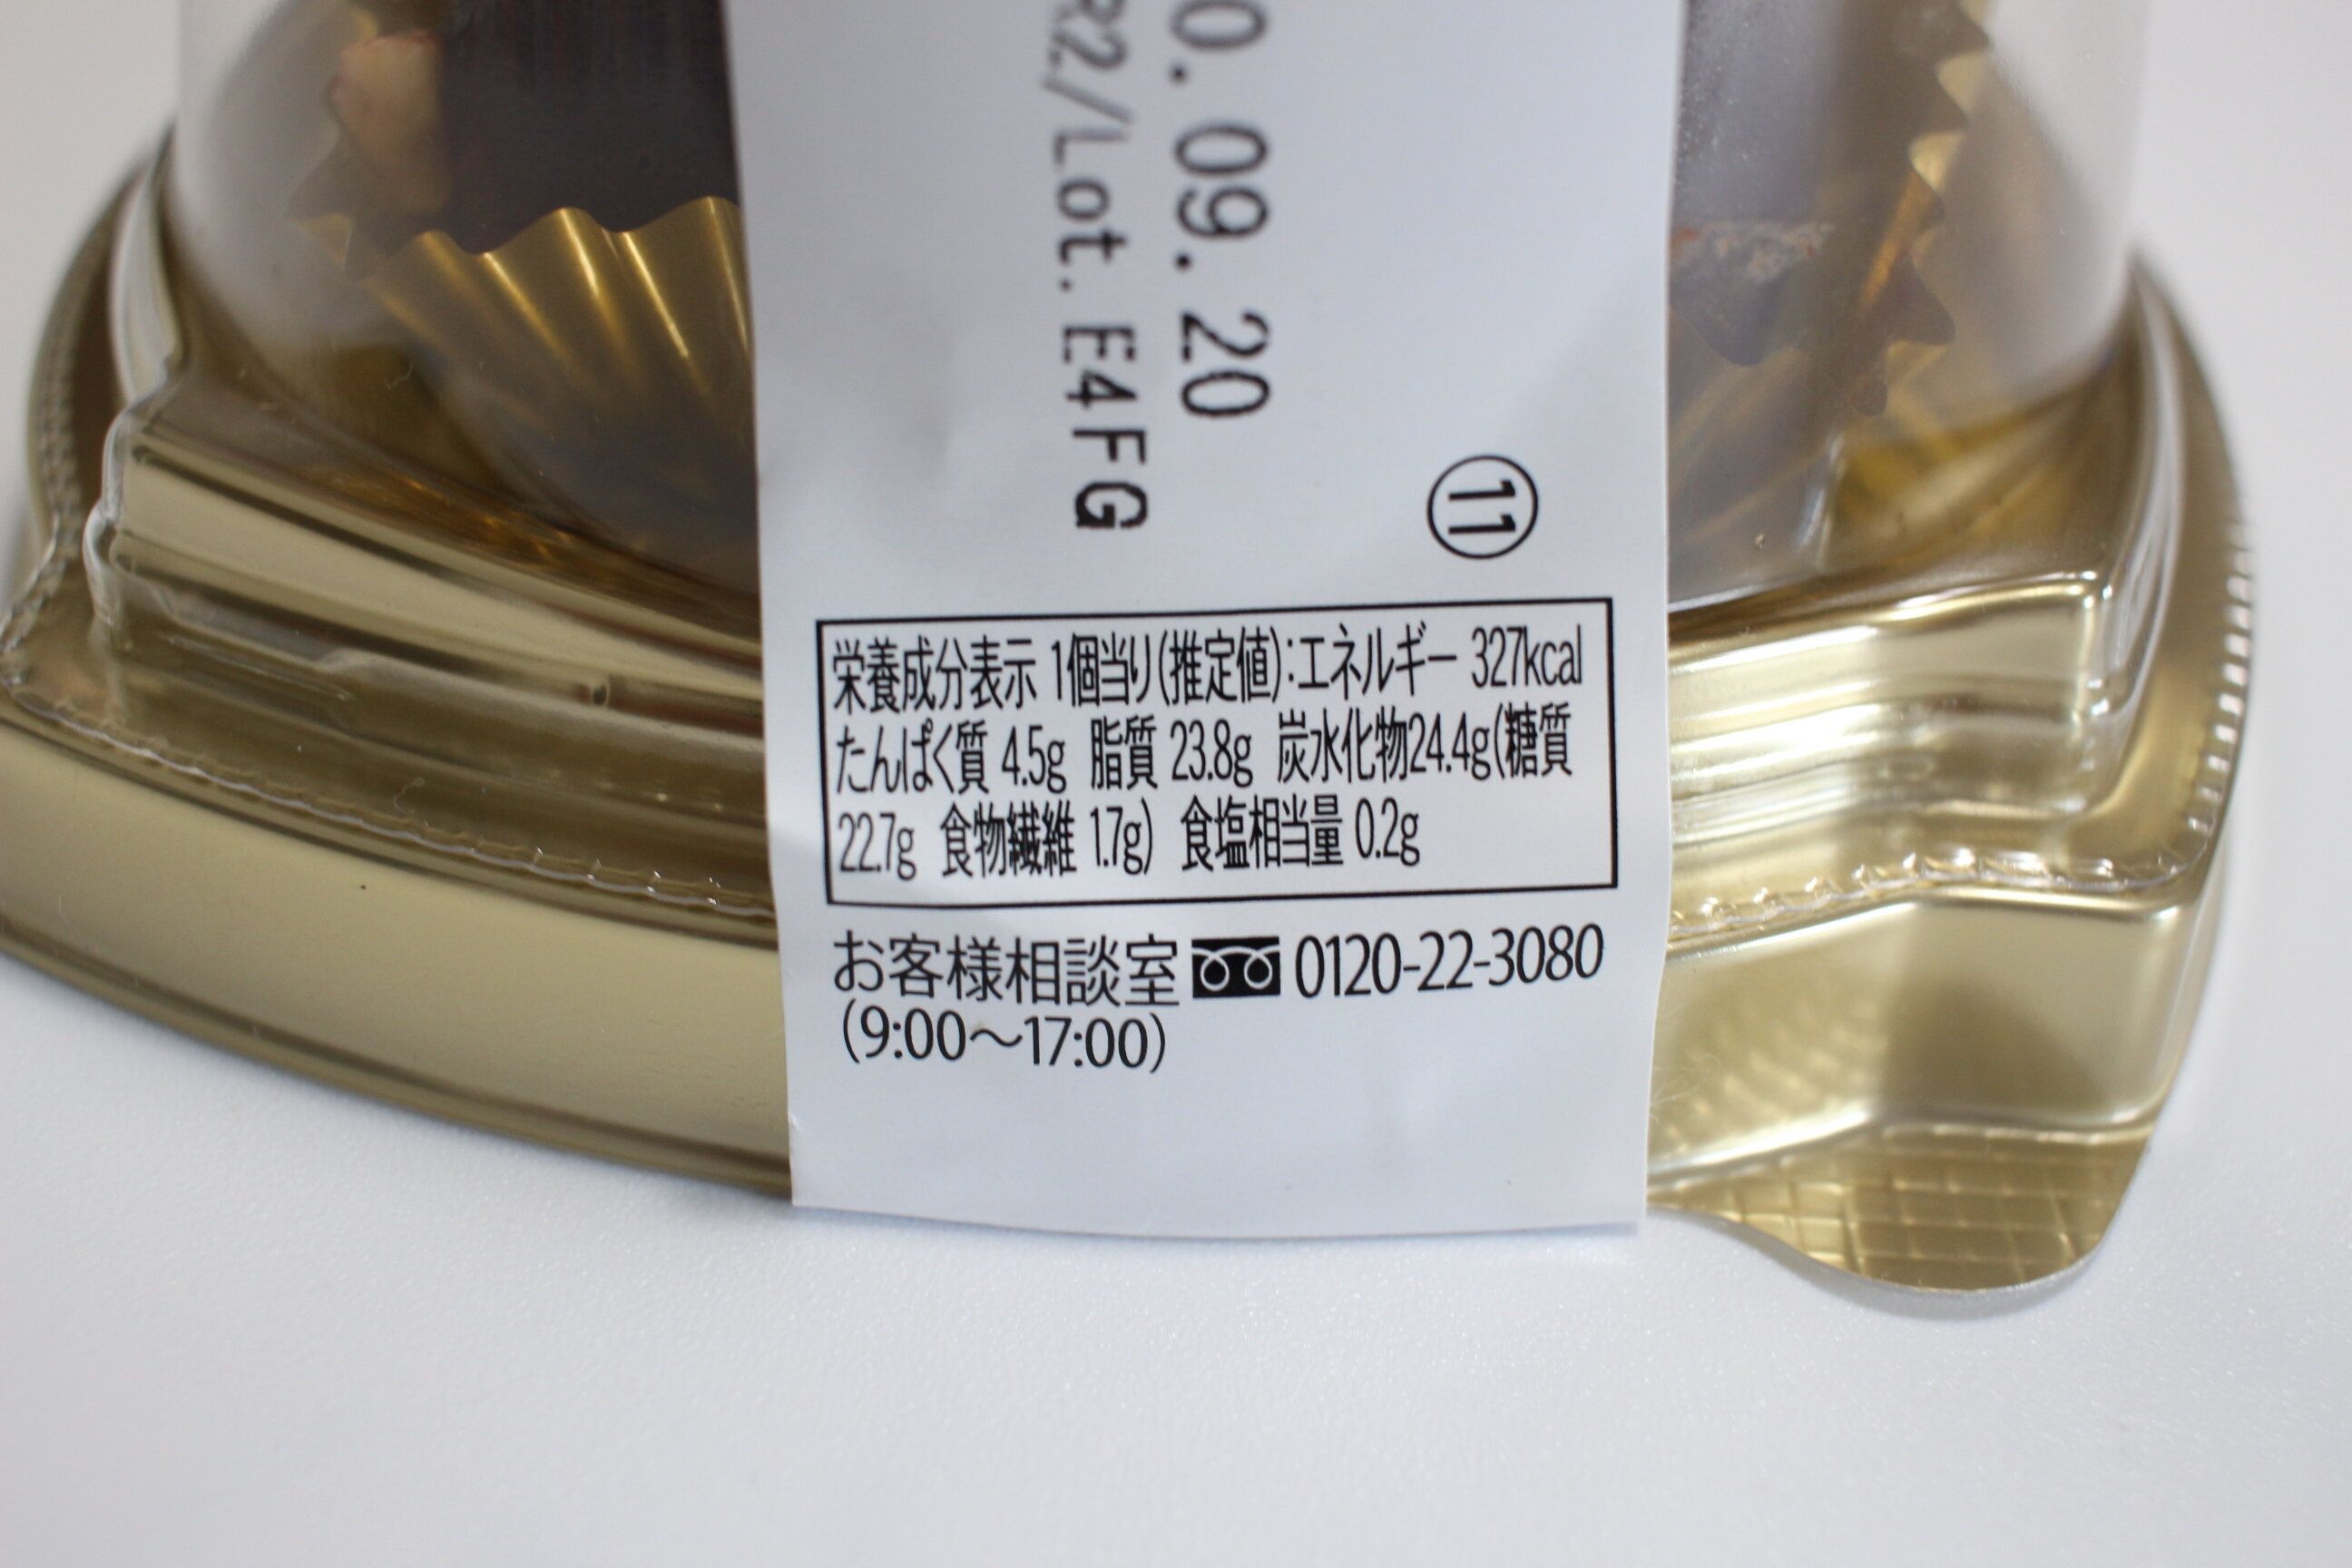 0.09.20
R2/Lot.E4FG
⑪
栄養成分表示 1個当り(推定値):エネルギー 327kcal
たんぱく質 4.5g 脂質 23.8g 炭水化物24.4g(糖質
22.7g 食物繊維 1.7g) 食塩相当量 0.2g
お客様相談室 0120-22-3080
(9:00～17:00)